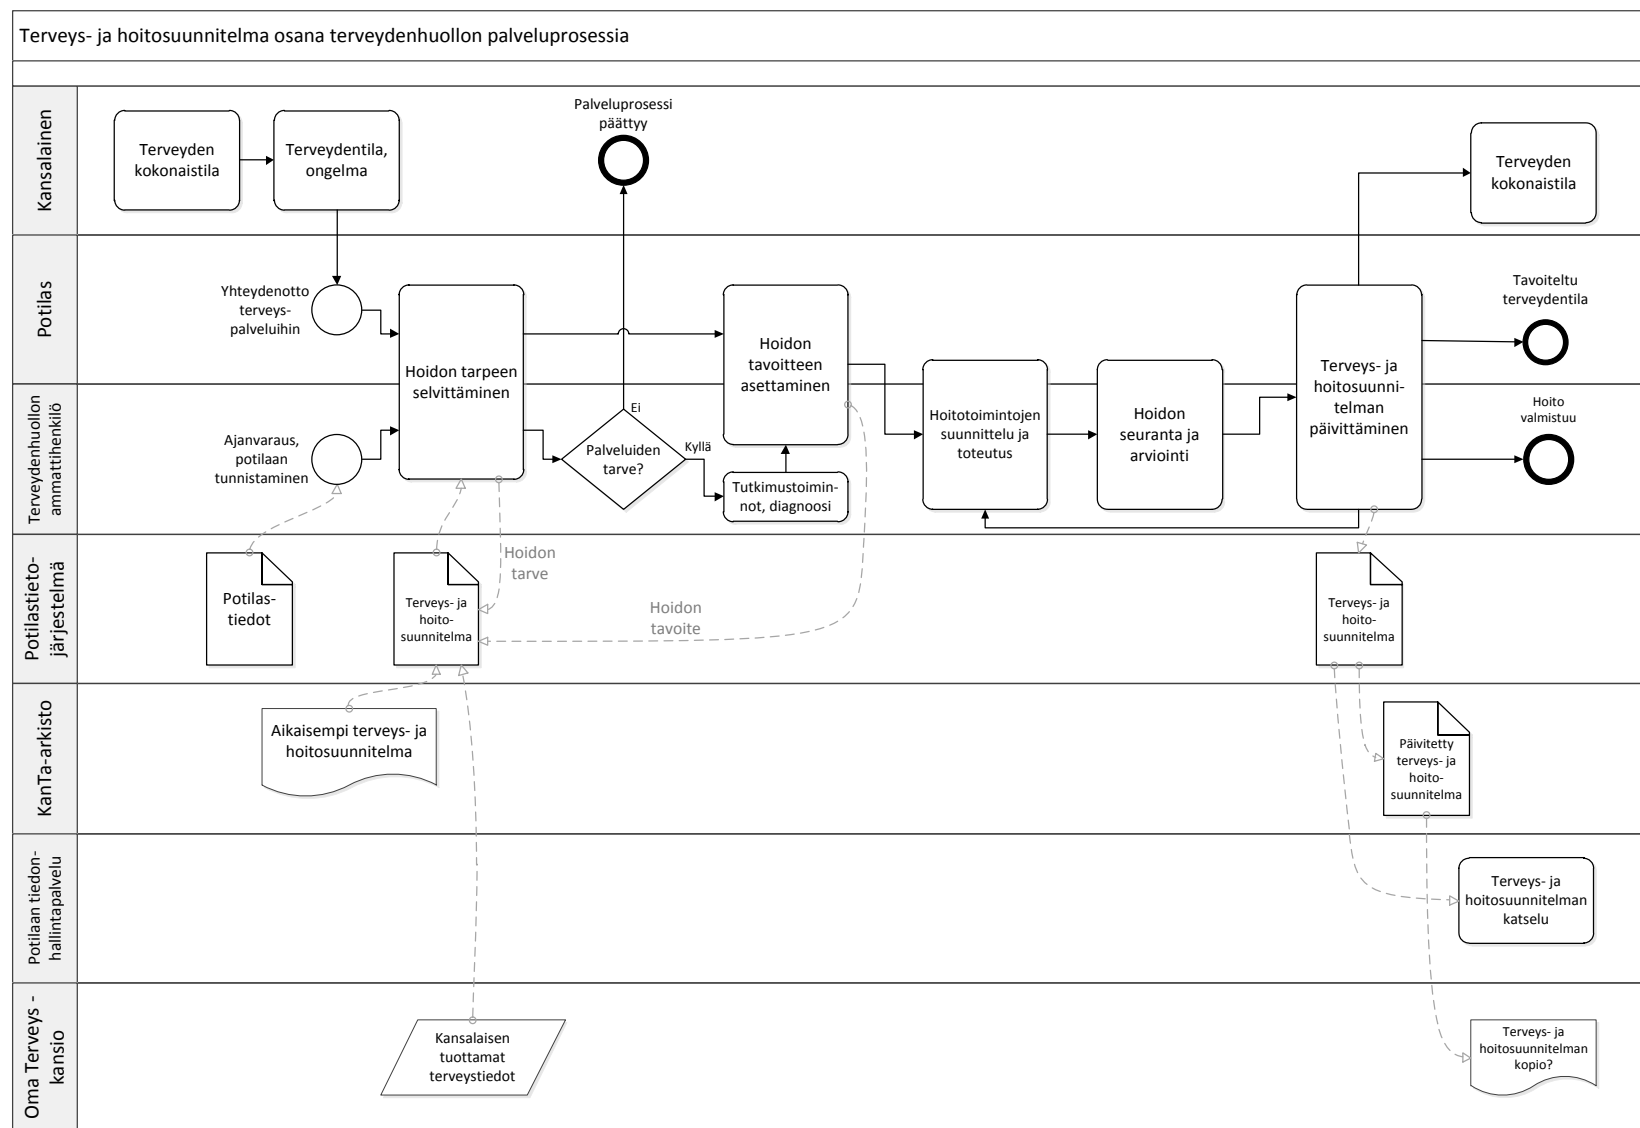 Terveys- ja hoitosuunnitelma osana terveydenhuollon palveluprosessia
Kansalainen
Terveyden
kokonaistila
Terveydentila,
ongelma
Palveluprosessi
päättyy
Terveyden
kokonaistila
Potilas
Yhteydenotto
terveys-
palveluihin
Hoidon tarpeen
selvittäminen
Hoidon
tavoitteen
asettaminen
Terveys- ja
hoitosuunni-
telman
päivittäminen
Tavoiteltu
terveydentila
Terveydenhuollon
ammattihenkilö
Ajanvaraus,
potilaan
tunnistaminen
Ei
Palveluiden
tarve?
Kyllä
Tutkimustoimin-
not, diagnoosi
Hoitotoimintojen
suunnittelu ja
toteutus
Hoidon
seuranta ja
arviointi
Hoito
valmistuu
Potilastieto-
järjestelmä
Potilas-
tiedot
Terveys- ja
hoito-
suunnitelma
Hoidon
tarve
Hoidon
tavoite
Terveys- ja
hoito-
suunnitelma
KanTa-arkisto
Aikaisempi terveys- ja
hoitosuunnitelma
Päivitetty
terveys- ja
hoito-
suunnitelma
Potilaan tiedon-
hallintapalvelu
Terveys- ja
hoitosuunnitelman
katselu
Oma Terveys -
kansio
Kansalaisen
tuottamat
terveystiedot
Terveys- ja
hoitosuunnitelman
kopio?